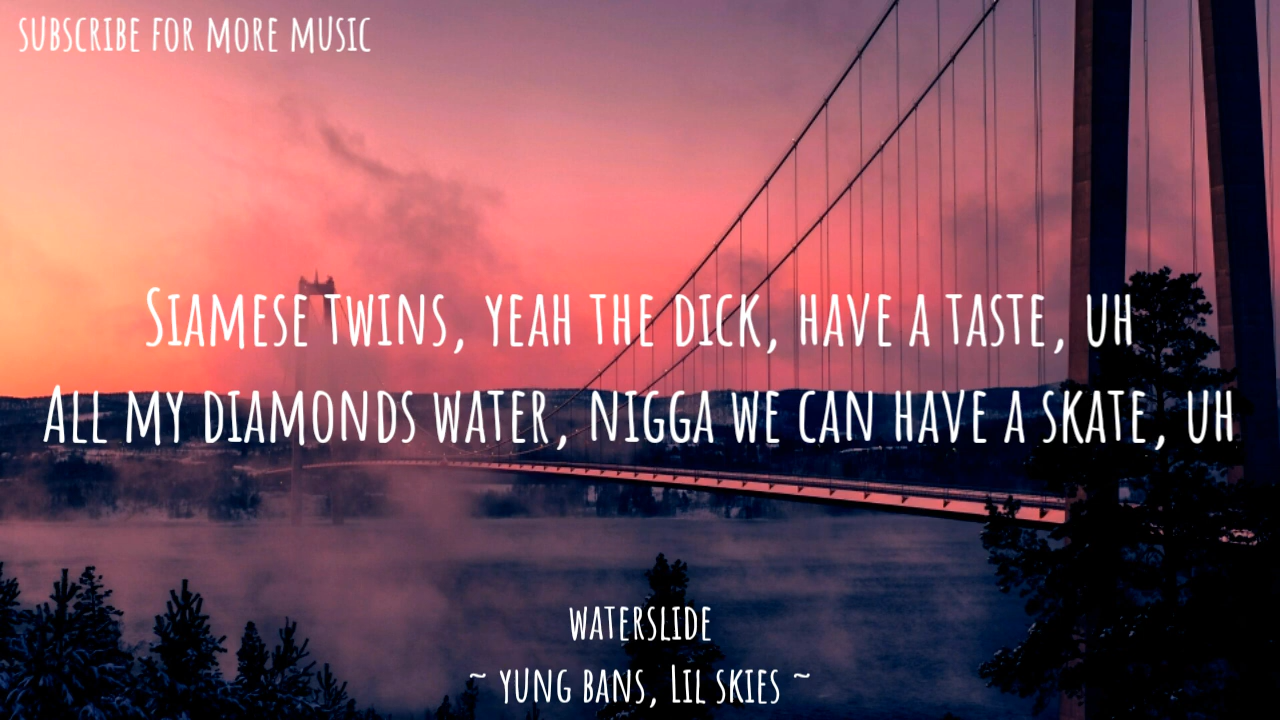 SUBSCRIBE FOR MORE MUSIC
SIAMESE TWINS, YEAH THE DICK, HAVE A TASTE, UH
ALL MY DIAMONDS WATER, NIGGA WE CAN HAVE A SKATE, UH
WATERSLIDE
~ YUNG BANS, LIL SKIES ~